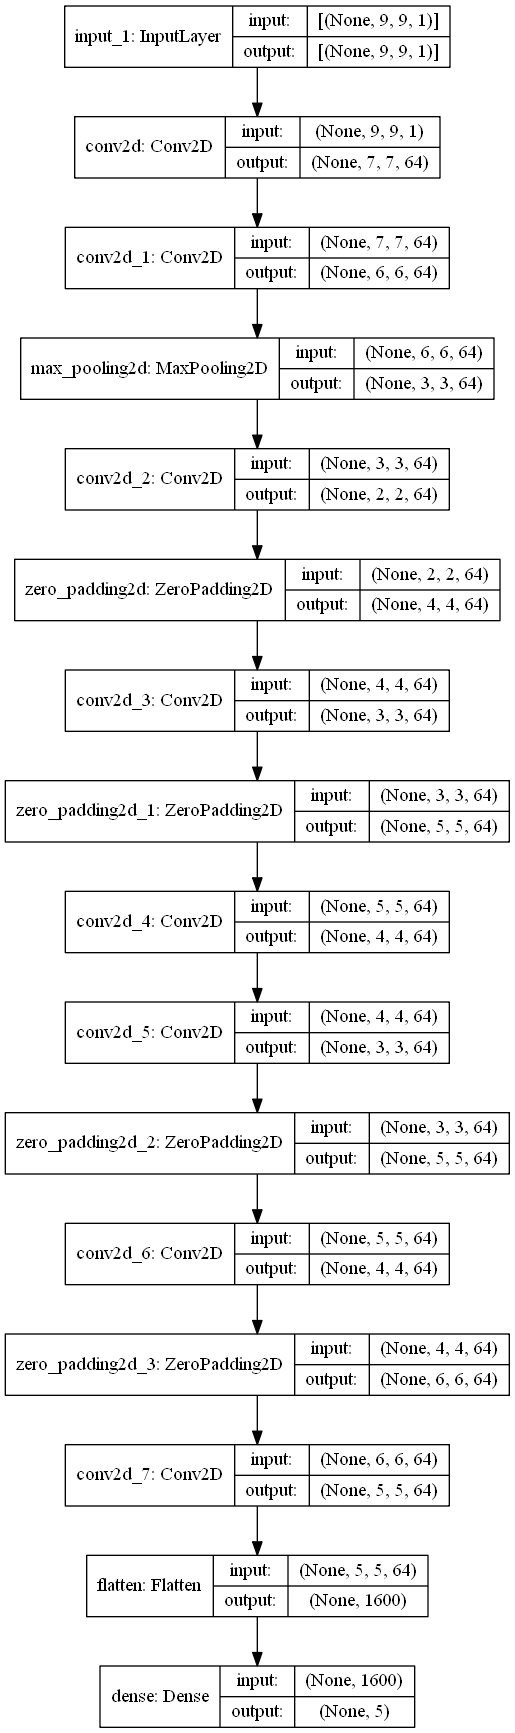 input_1: InputLayer
input: [(None, 9, 9, 1)]
output: [(None, 9, 9, 1)]
conv2d: Conv2D
input: (None, 9, 9, 1)
output: (None, 7, 7, 64)
conv2d_1: Conv2D
input: (None, 7, 7, 64)
output: (None, 6, 6, 64)
max_pooling2d: MaxPooling2D
input: (None, 6, 6, 64)
output: (None, 3, 3, 64)
conv2d_2: Conv2D
input: (None, 3, 3, 64)
output: (None, 2, 2, 64)
zero_padding2d: ZeroPadding2D
input: (None, 2, 2, 64)
output: (None, 4, 4, 64)
conv2d_3: Conv2D
input: (None, 4, 4, 64)
output: (None, 3, 3, 64)
zero_padding2d_1: ZeroPadding2D
input: (None, 3, 3, 64)
output: (None, 5, 5, 64)
conv2d_4: Conv2D
input: (None, 5, 5, 64)
output: (None, 4, 4, 64)
conv2d_5: Conv2D
input: (None, 4, 4, 64)
output: (None, 3, 3, 64)
zero_padding2d_2: ZeroPadding2D
input: (None, 3, 3, 64)
output: (None, 5, 5, 64)
conv2d_6: Conv2D
input: (None, 5, 5, 64)
output: (None, 4, 4, 64)
zero_padding2d_3: ZeroPadding2D
input: (None, 4, 4, 64)
output: (None, 6, 6, 64)
conv2d_7: Conv2D
input: (None, 6, 6, 64)
output: (None, 5, 5, 64)
flatten: Flatten
input: (None, 5, 5, 64)
output: (None, 1600)
dense: Dense
input: (None, 1600)
output: (None, 5)